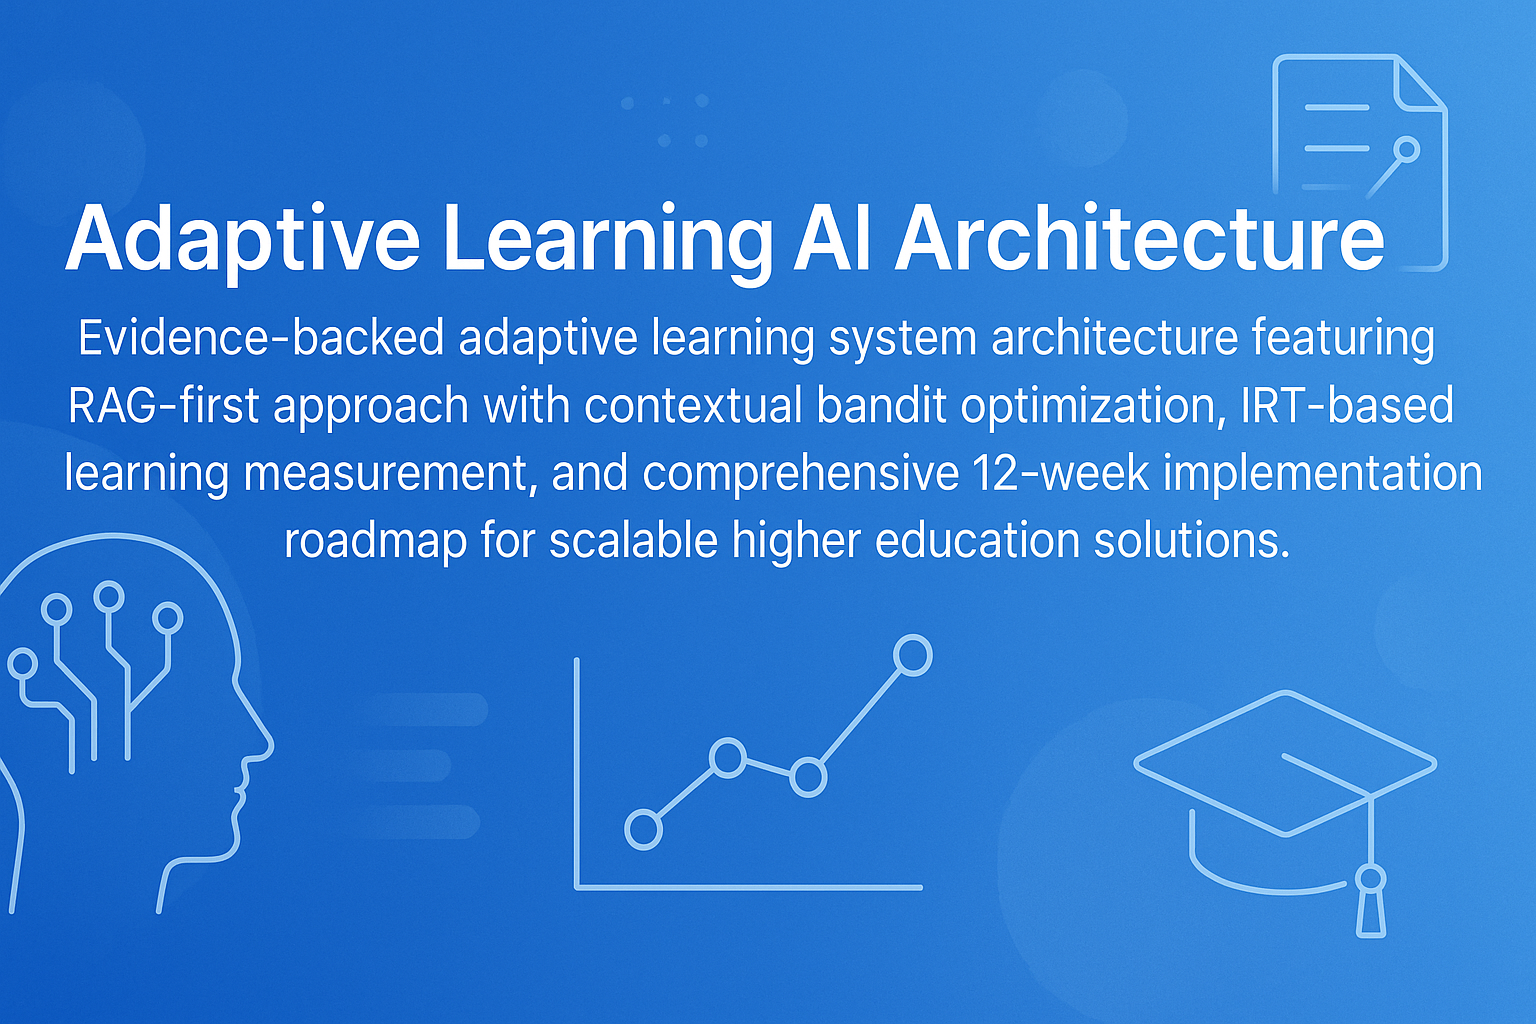 Adaptive Learning AI Architecture
Evidence-backed adaptive learning system architecture featuring
RAG-first approach with contextual bandit optimization, IRT-based
learning measurement, and comprehensive 12-week implementation
roadmap for scalable higher education solutions.